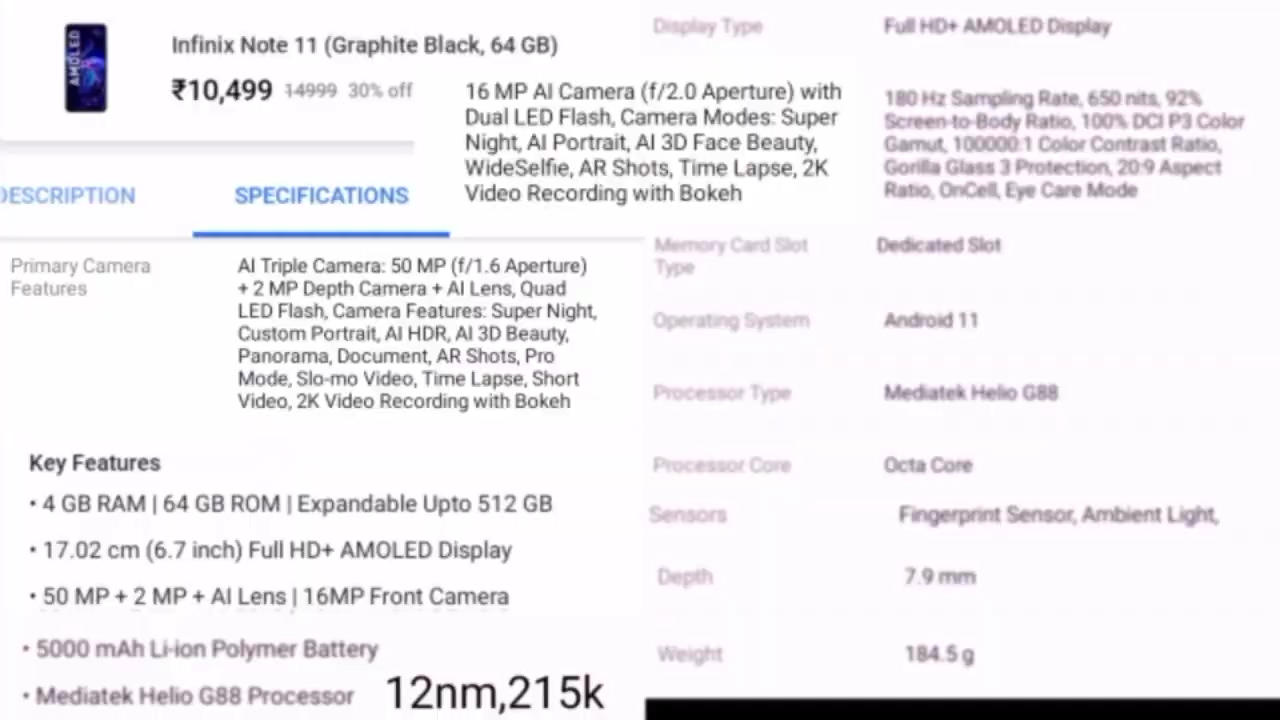 AMOLED
Infinix Note 11 (Graphite Black, 64 GB)
₹10,499 14999 30% off
DESCRIPTION SPECIFICATIONS
16 MP AI Camera (f/2.0 Aperture) with
Dual LED Flash, Camera Modes: Super
Night, AI Portrait, AI 3D Face Beauty,
WideSelfie, AR Shots, Time Lapse, 2K
Video Recording with Bokeh
Primary Camera
Features
AI Triple Camera: 50 MP (f/1.6 Aperture)
+ 2 MP Depth Camera + AI Lens, Quad
LED Flash, Camera Features: Super Night,
Custom Portrait, AI HDR, AI 3D Beauty,
Panorama, Document, AR Shots, Pro
Mode, Slo-mo Video, Time Lapse, Short
Video, 2K Video Recording with Bokeh
Key Features
• 4 GB RAM | 64 GB ROM | Expandable Upto 512 GB
• 17.02 cm (6.7 inch) Full HD+ AMOLED Display
• 50 MP + 2 MP + AI Lens | 16MP Front Camera
• 5000 mAh Li-ion Polymer Battery
• Mediatek Helio G88 Processor 12nm,215k
Display Type Full HD+ AMOLED Display
180 Hz Sampling Rate, 650 nits, 92%
Screen-to-Body Ratio, 100% DCI P3 Color
Gamut, 100000:1 Color Contrast Ratio,
Gorilla Glass 3 Protection, 20:9 Aspect
Ratio, OnCell, Eye Care Mode
Memory Card Slot
Type
Dedicated Slot
Operating System Android 11
Processor Type Mediatek Helio G88
Processor Core Octa Core
Sensors Fingerprint Sensor, Ambient Light,
Depth 7.9 mm
Weight 184.5 g